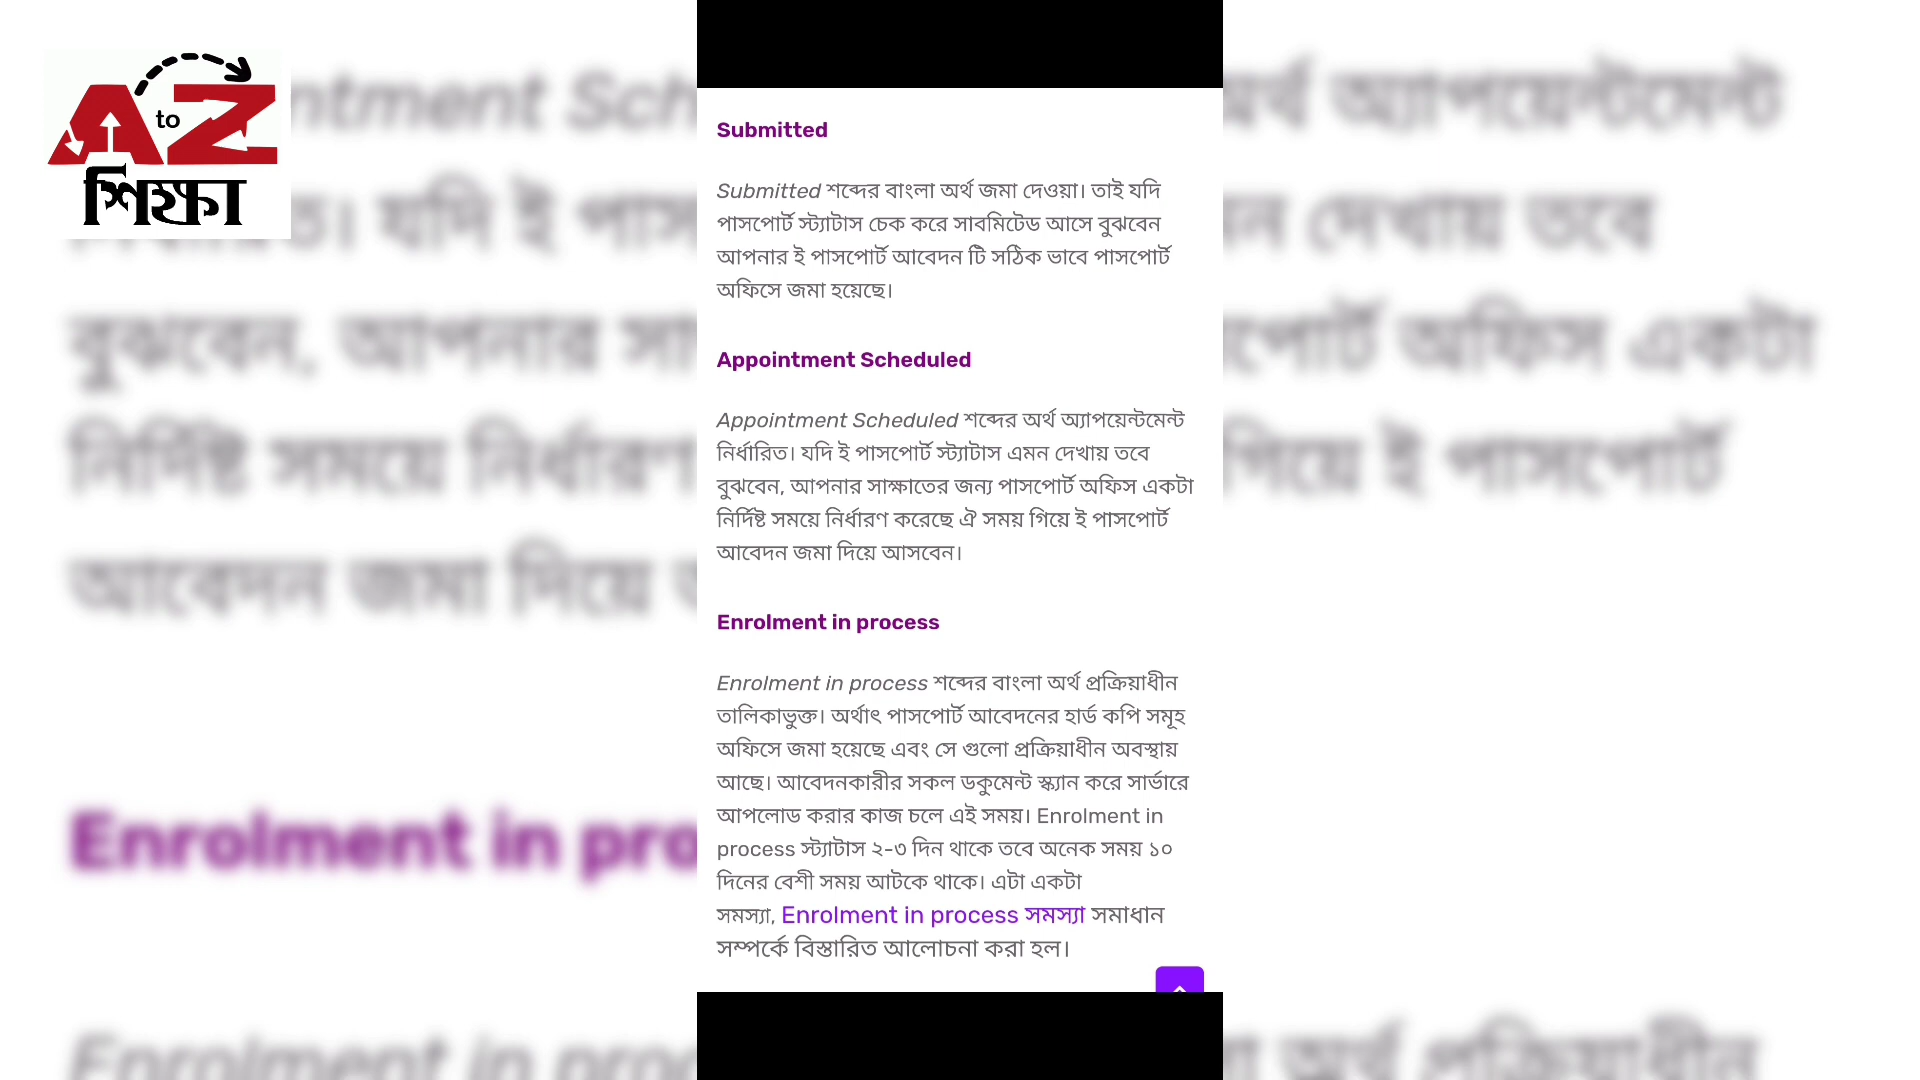 A to Z
শিক্ষা
Submitted
Submitted শব্দের বাংলা অর্থ জমা দেওয়া। তাই যদি
পাসপোর্ট স্ট্যাটাস চেক করে সাবমিটেড আসে বুঝবেন
আপনার ই পাসপোর্ট আবেদন টি সঠিক ভাবে পাসপোর্ট
অফিসে জমা হয়েছে।
Appointment Scheduled
Appointment Scheduled শব্দের অর্থ অ্যাপয়েন্টমেন্ট
নির্ধারিত। যদি ই পাসপোর্ট স্ট্যাটাস এমন দেখায় তবে
বুঝবেন, আপনার সাক্ষাতের জন্য পাসপোর্ট অফিস একটা
নির্দিষ্ট সময়ে নির্ধারণ করেছে ঐ সময় গিয়ে ই পাসপোর্ট
আবেদন জমা দিয়ে আসবেন।
Enrolment in process
Enrolment in process শব্দের বাংলা অর্থ প্রক্রিয়াধীন
তালিকাভুক্ত। অর্থাৎ পাসপোর্ট আবেদনের হার্ড কপি সমূহ
অফিসে জমা হয়েছে এবং সে গুলো প্রক্রিয়াধীন অবস্থায়
আছে। আবেদনকারীর সকল ডকুমেন্ট স্ক্যান করে সার্ভারে
আপলোড করার কাজ চলে এই সময়। Enrolment in
process স্ট্যাটাস ২-৩ দিন থাকে তবে অনেক সময় ১০
দিনের বেশী সময় আটকে থাকে। এটা একটা
সমস্যা, Enrolment in process সমস্যা সমাধান
সম্পর্কে বিস্তারিত আলোচনা করা হল।